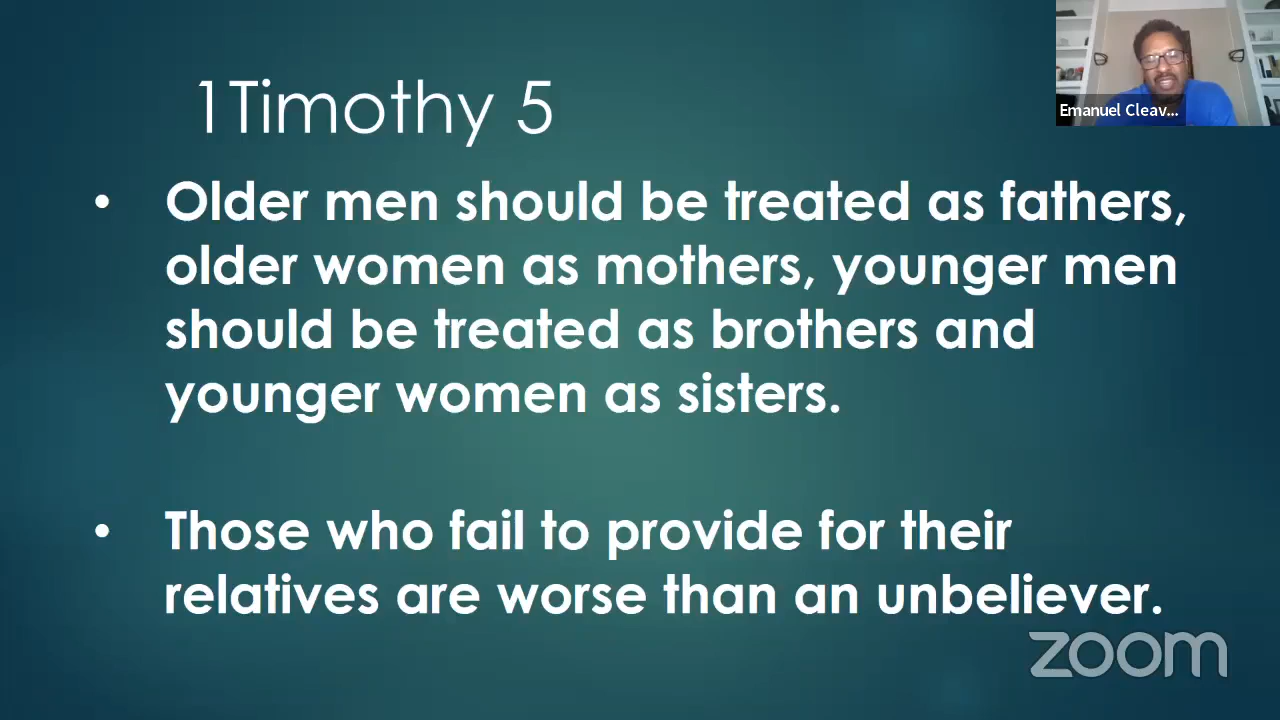 1Timothy 5
Emanuel Cleav...
• Older men should be treated as fathers,
older women as mothers, younger men
should be treated as brothers and
younger women as sisters.
• Those who fail to provide for their
relatives are worse than an unbeliever.
zoom